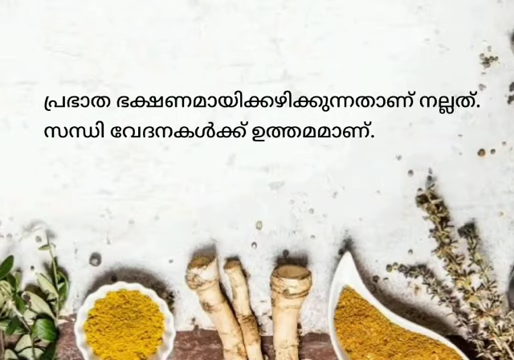 പ്രഭാത ഭക്ഷണമായിക്കഴിക്കുന്നതാണ് നല്ലത്.
സന്ധി വേദനകൾക്ക് ഉത്തമമാണ്.